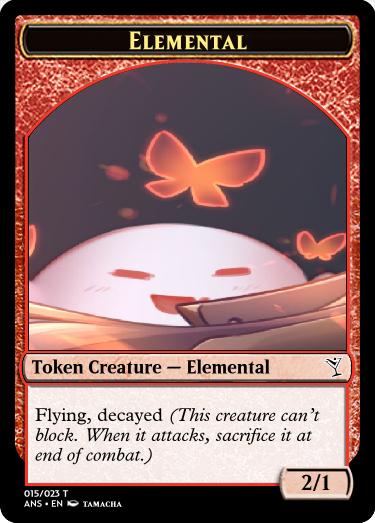 Elemental
Token Creature — Elemental
Flying, decayed (This creature can't
block. When it attacks, sacrifice it at
end of combat.)
2/1
015/023 T
ANS • EN TAMACHA